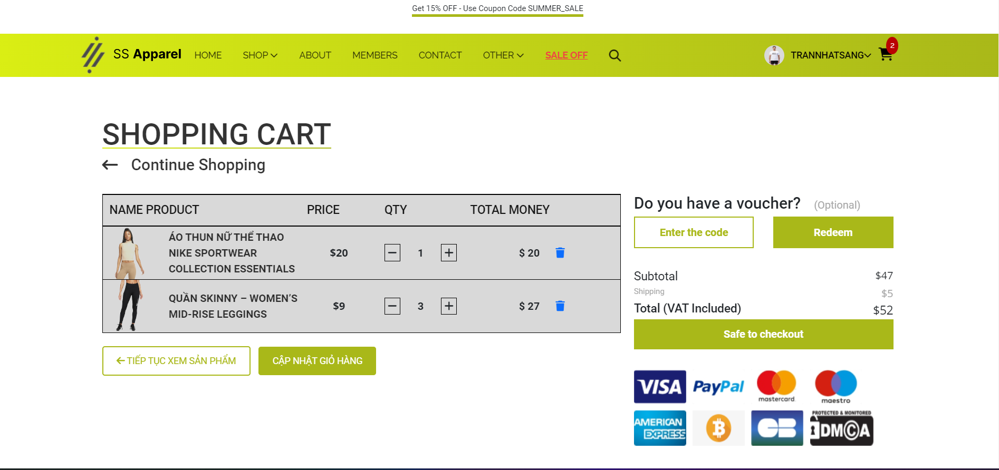 Get 15% OFF - Use Coupon Code SUMMER_SALE
SS Apparel HOME SHOP ABOUT MEMBERS CONTACT OTHER SALE OFF TRANNHATSANG 2
SHOPPING CART
Continue Shopping
NAME PRODUCT PRICE QTY TOTAL MONEY
ÁO THUN NỮ THỂ THAO
NIKE SPORTWEAR
COLLECTION ESSENTIALS
$20 1 $ 20
QUẦN SKINNY – WOMEN’S
MID-RISE LEGGINGS
$9 3 $ 27
TIẾP TỤC XEM SẢN PHẨM CẬP NHẬT GIỎ HÀNG
Do you have a voucher? (Optional)
Enter the code Redeem
Subtotal $47
Shipping $5
Total (VAT Included) $52
Safe to checkout
VISA PayPal mastercard maestro
AMERICAN
EXPRESS
CB
PROTECTED & MONITORED
DMCA